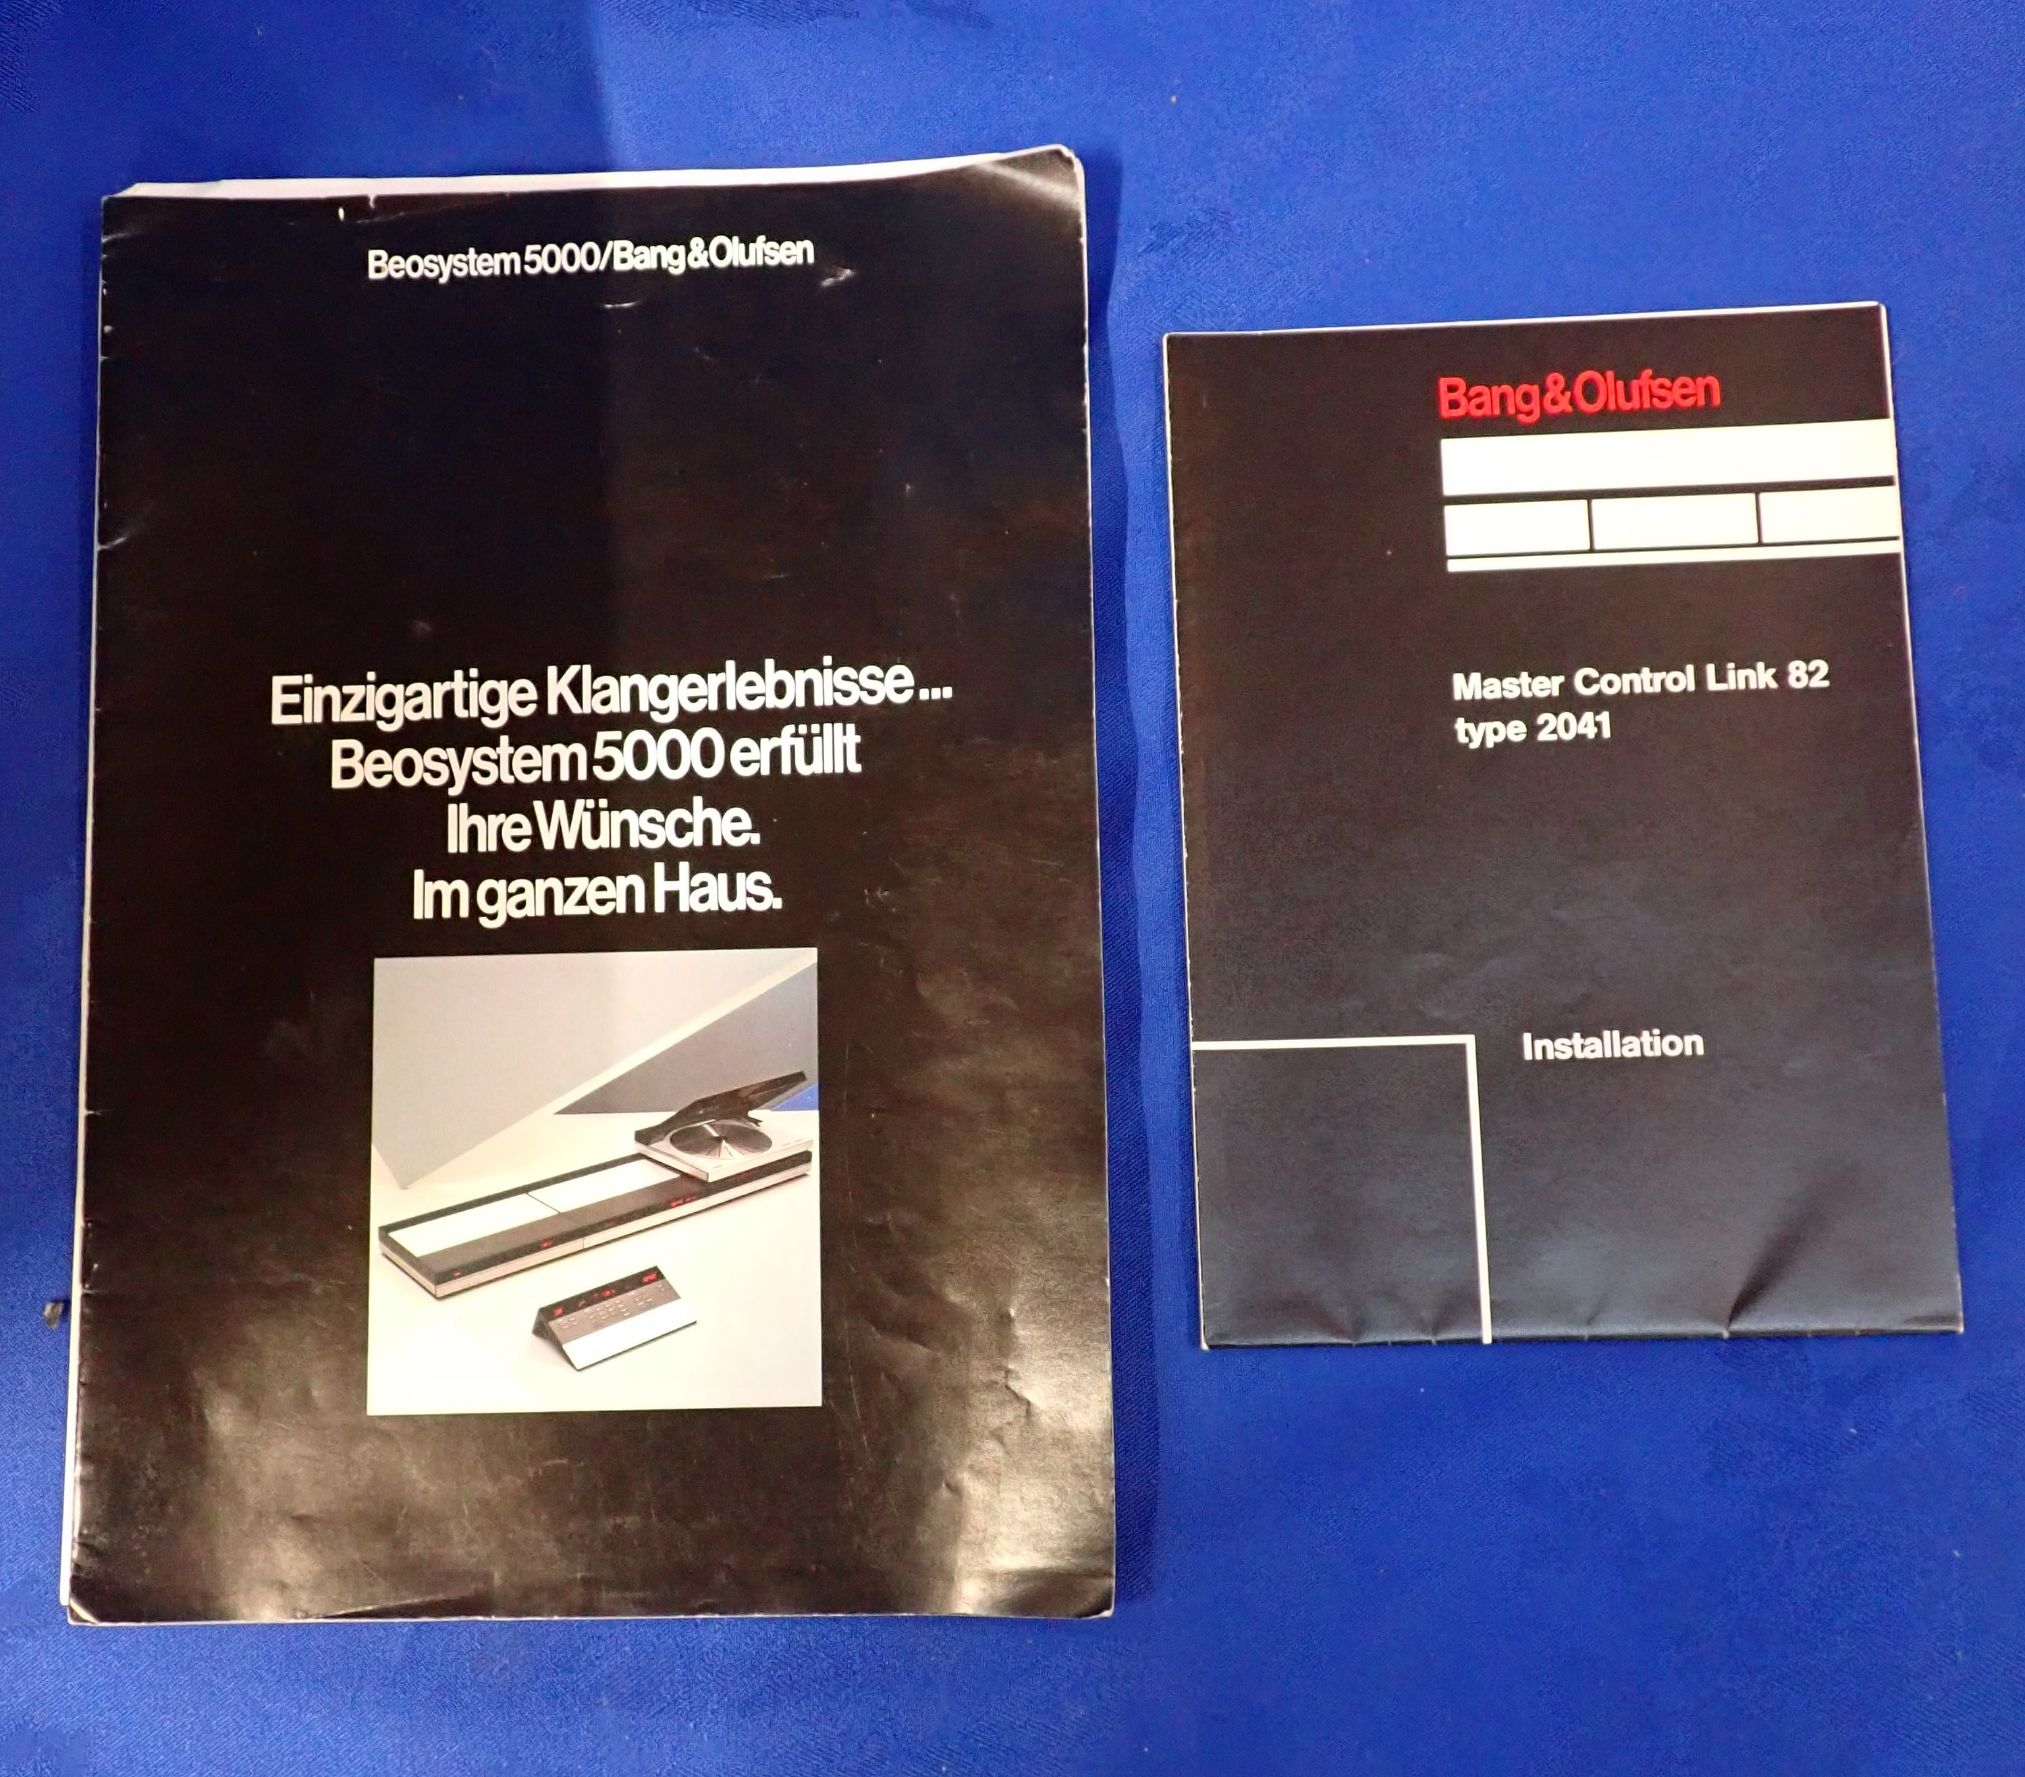 Beosystem 5000/Bang&Olufsen
Einzigartige Klangerlebnisse...
Beosystem 5000 erfüllt
Ihre Wünsche.
Im ganzen Haus.
Bang&Olufsen
Master Control Link 82
type 2041
Installation